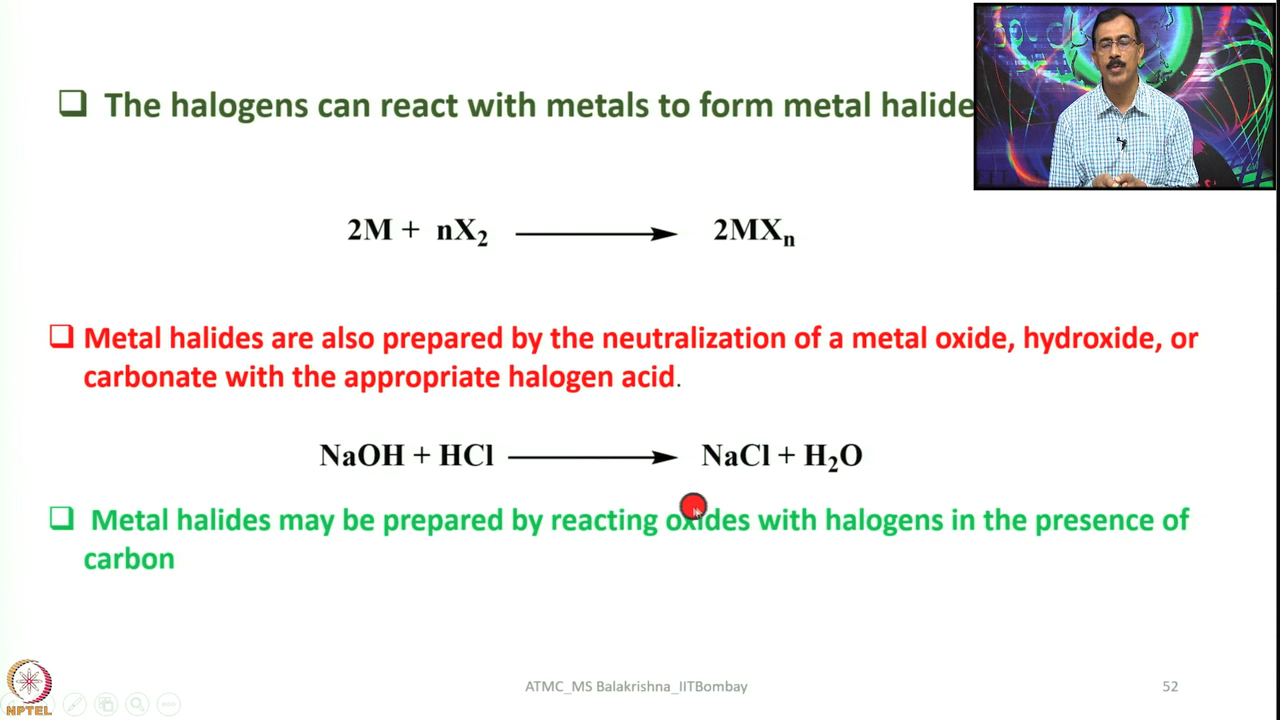 ❑ The halogens can react with metals to form metal halide
2M + nX₂ ⟶ 2MXₙ
❑ Metal halides are also prepared by the neutralization of a metal oxide, hydroxide, or
carbonate with the appropriate halogen acid.
NaOH + HCl ⟶ NaCl + H₂O
❑ Metal halides may be prepared by reacting oxides with halogens in the presence of
carbon
ATMC_MS Balakrishna_IITBombay
52
NPTEL